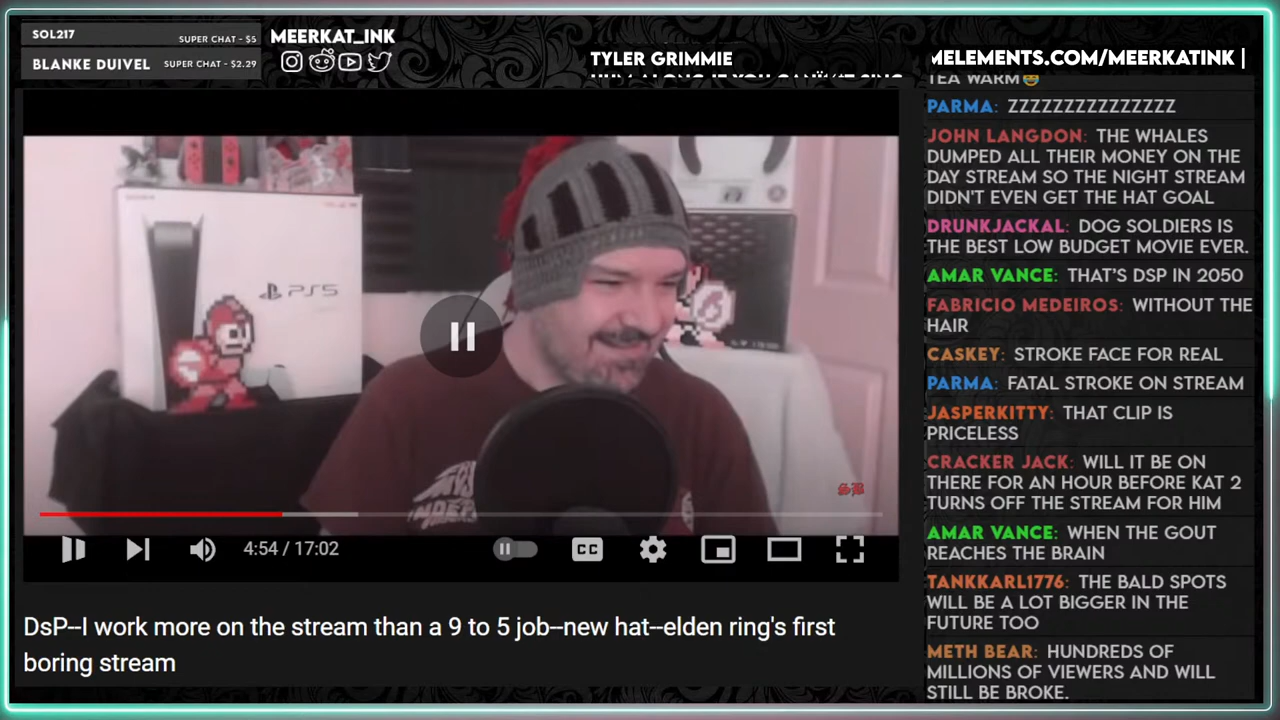 SOL217
SUPER CHAT - $5
BLANKE DUIVEL
SUPER CHAT - $2.29
MEERKAT_INK
TYLER GRIMMIE
MELEMENTS.COM/MEERKATINK |
TEA WARM😅
PARMA: ZZZZZZZZZZZZZZZ
JOHN LANGDON: THE WHALES
DUMPED ALL THEIR MONEY ON THE
DAY STREAM SO THE NIGHT STREAM
DIDN'T EVEN GET THE HAT GOAL
DRUNKJACKAL: DOG SOLDIERS IS
THE BEST LOW BUDGET MOVIE EVER.
AMAR VANCE: THAT'S DSP IN 2050
FABRICIO MEDEIROS: WITHOUT THE
HAIR
CASKEY: STROKE FACE FOR REAL
PARMA: FATAL STROKE ON STREAM
JASPERKITTY: THAT CLIP IS
PRICELESS
CRACKER JACK: WILL IT BE ON
THERE FOR AN HOUR BEFORE KAT 2
TURNS OFF THE STREAM FOR HIM
AMAR VANCE: WHEN THE GOUT
REACHES THE BRAIN
TANKKARL1776: THE BALD SPOTS
WILL BE A LOT BIGGER IN THE
FUTURE TOO
METH BEAR: HUNDREDS OF
MILLIONS OF VIEWERS AND WILL
STILL BE BROKE.
PS5
SB
4:54 / 17:02
CC
DsP--I work more on the stream than a 9 to 5 job--new hat--elden ring's first
boring stream